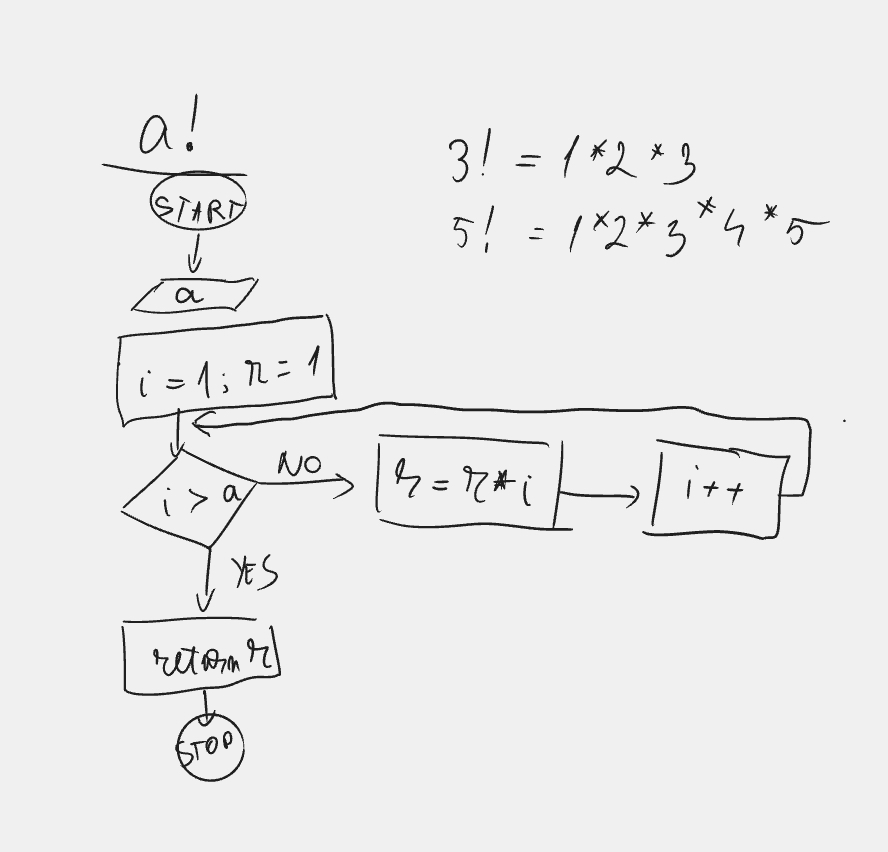 a!
3! = 1*2*3
5! = 1*2*3*4*5
START
a
i = 1; r = 1
i > a
NO
r = r*i
i++
YES
return r
STOP